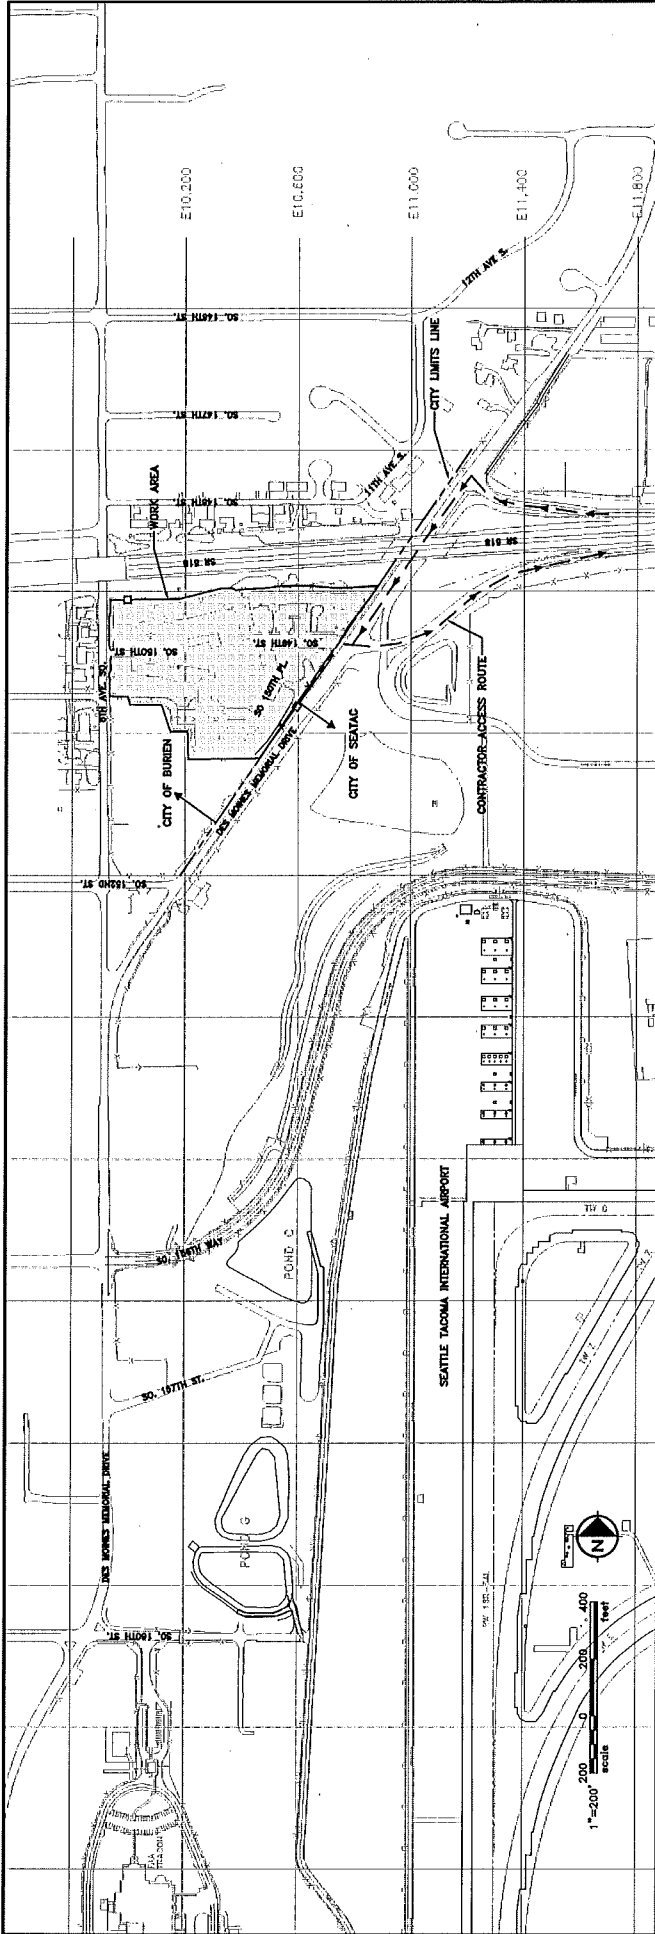 E10,200
E10,600
E11,000
E11,400
E11,800
12TH AVE S.
SO. 146TH ST.
CITY LIMITS LINE
SO. 147TH ST.
11TH AVE S.
WORK AREA
SO. 148TH ST.
SR 518
SR 518
SO. 150TH ST.
SO. 149TH ST.
8TH AVE. SO.
SO 150TH PL.
CITY OF BURIEN
DES MOINES MEMORIAL DRIVE
CITY OF SEATAC
CONTRACTOR ACCESS ROUTE
SO. 152ND ST.
SEATTLE TACOMA INTERNATIONAL AIRPORT
SO. 156TH WAY
POND C
SO. 157TH ST.
DES MOINES MEMORIAL DRIVE
POND G
SO. 160TH ST.
FAA
TRACON
N
200 0 200 400
1"=200'
scale feet